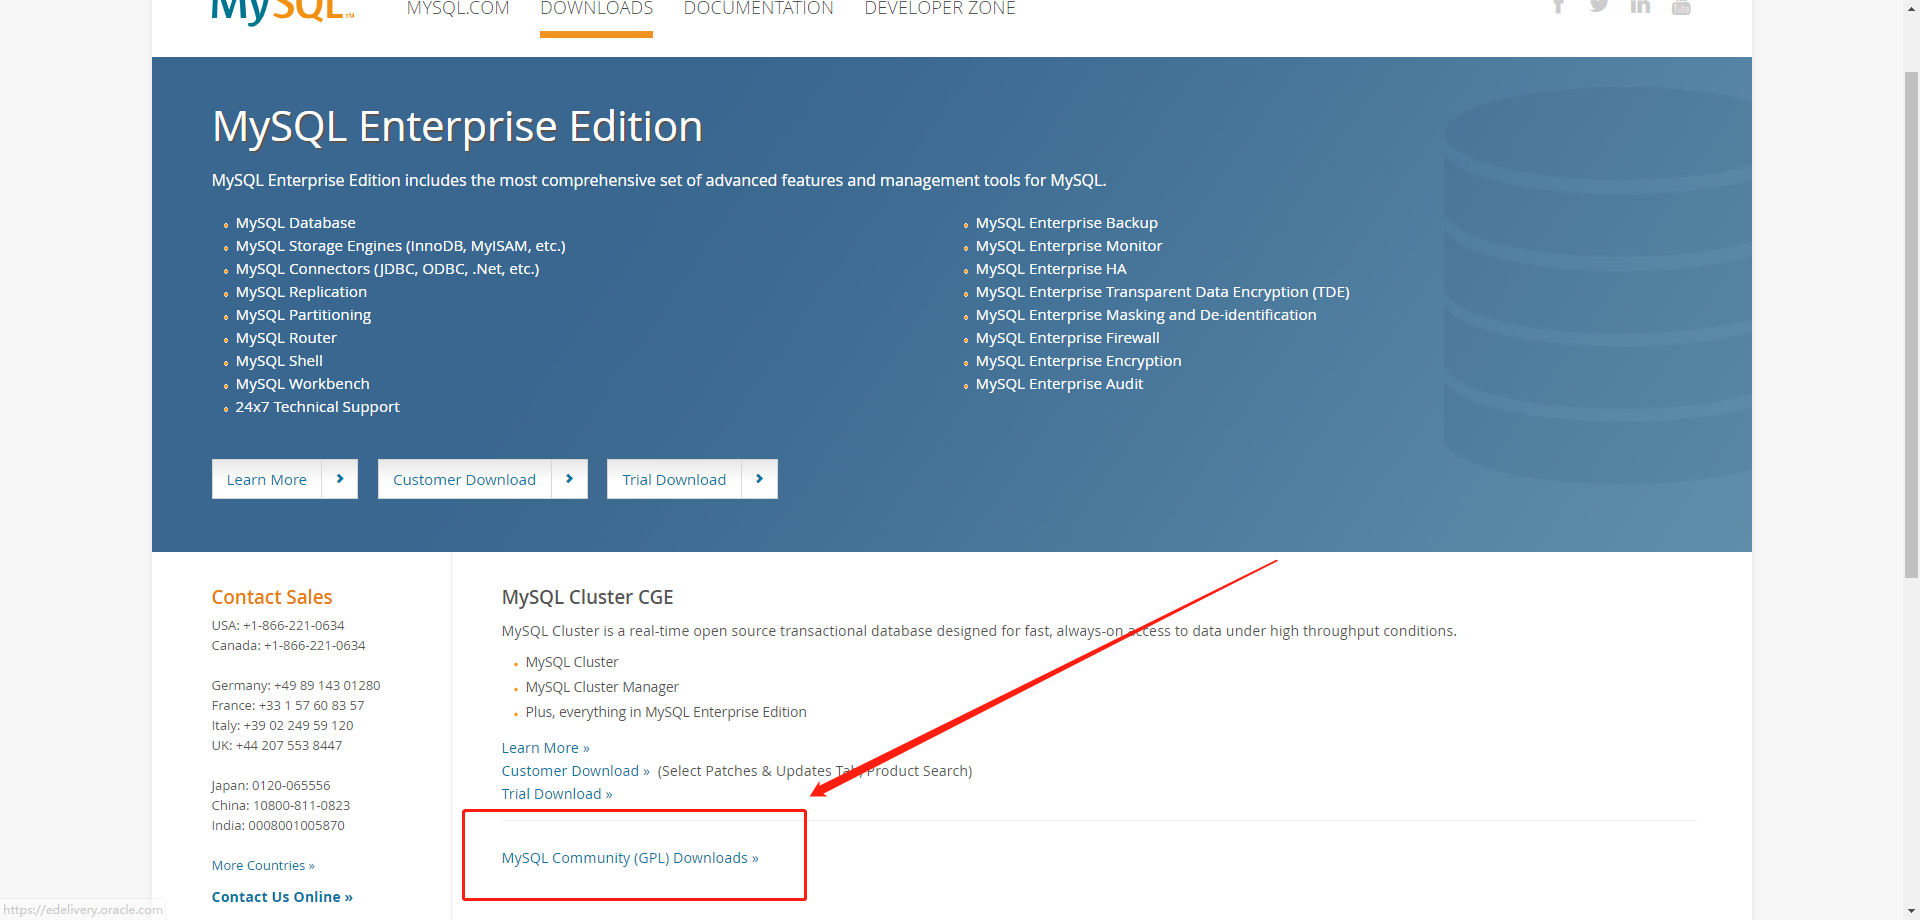 MySQL™
MYSQL.COM DOWNLOADS DOCUMENTATION DEVELOPER ZONE
MySQL Enterprise Edition
MySQL Enterprise Edition includes the most comprehensive set of advanced features and management tools for MySQL.
MySQL Database
MySQL Storage Engines (InnoDB, MyISAM, etc.)
MySQL Connectors (JDBC, ODBC, .Net, etc.)
MySQL Replication
MySQL Partitioning
MySQL Router
MySQL Shell
MySQL Workbench
24x7 Technical Support
MySQL Enterprise Backup
MySQL Enterprise Monitor
MySQL Enterprise HA
MySQL Enterprise Transparent Data Encryption (TDE)
MySQL Enterprise Masking and De-identification
MySQL Enterprise Firewall
MySQL Enterprise Encryption
MySQL Enterprise Audit
Learn More Customer Download Trial Download
Contact Sales
USA: +1-866-221-0634
Canada: +1-866-221-0634
Germany: +49 89 143 01280
France: +33 1 57 60 83 57
Italy: +39 02 249 59 120
UK: +44 207 553 8447
Japan: 0120-065556
China: 10800-811-0823
India: 0008001005870
More Countries »
Contact Us Online »
MySQL Cluster CGE
MySQL Cluster is a real-time open source transactional database designed for fast, always-on access to data under high throughput conditions.
MySQL Cluster
MySQL Cluster Manager
Plus, everything in MySQL Enterprise Edition
Learn More »
Customer Download » (Select Patches & Updates Tab, Product Search)
Trial Download »
MySQL Community (GPL) Downloads »
https://edelivery.oracle.com